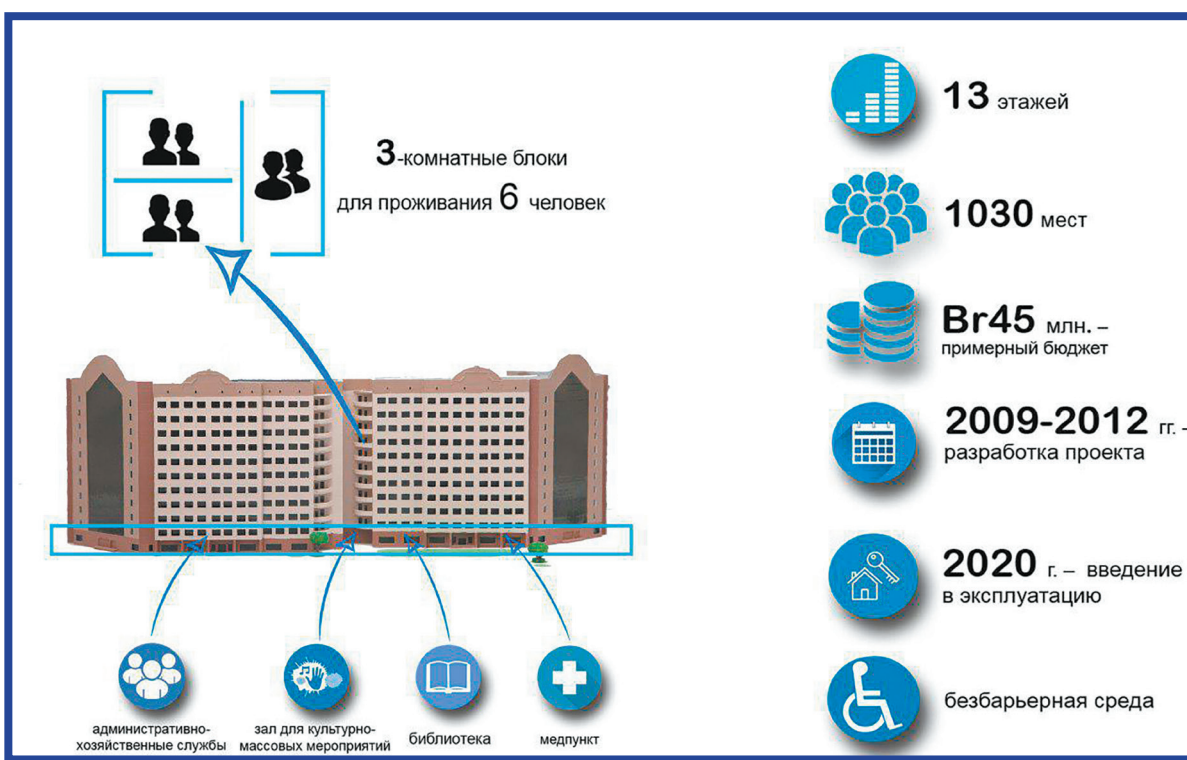 3-комнатные блоки
для проживания 6 человек
административно-
хозяйственные службы
зал для культурно-
массовых мероприятий
библиотека
медпункт
13 этажей
1030 мест
Br45 млн. –
примерный бюджет
2009-2012 гг. –
разработка проекта
2020 г. – введение
в эксплуатацию
безбарьерная среда